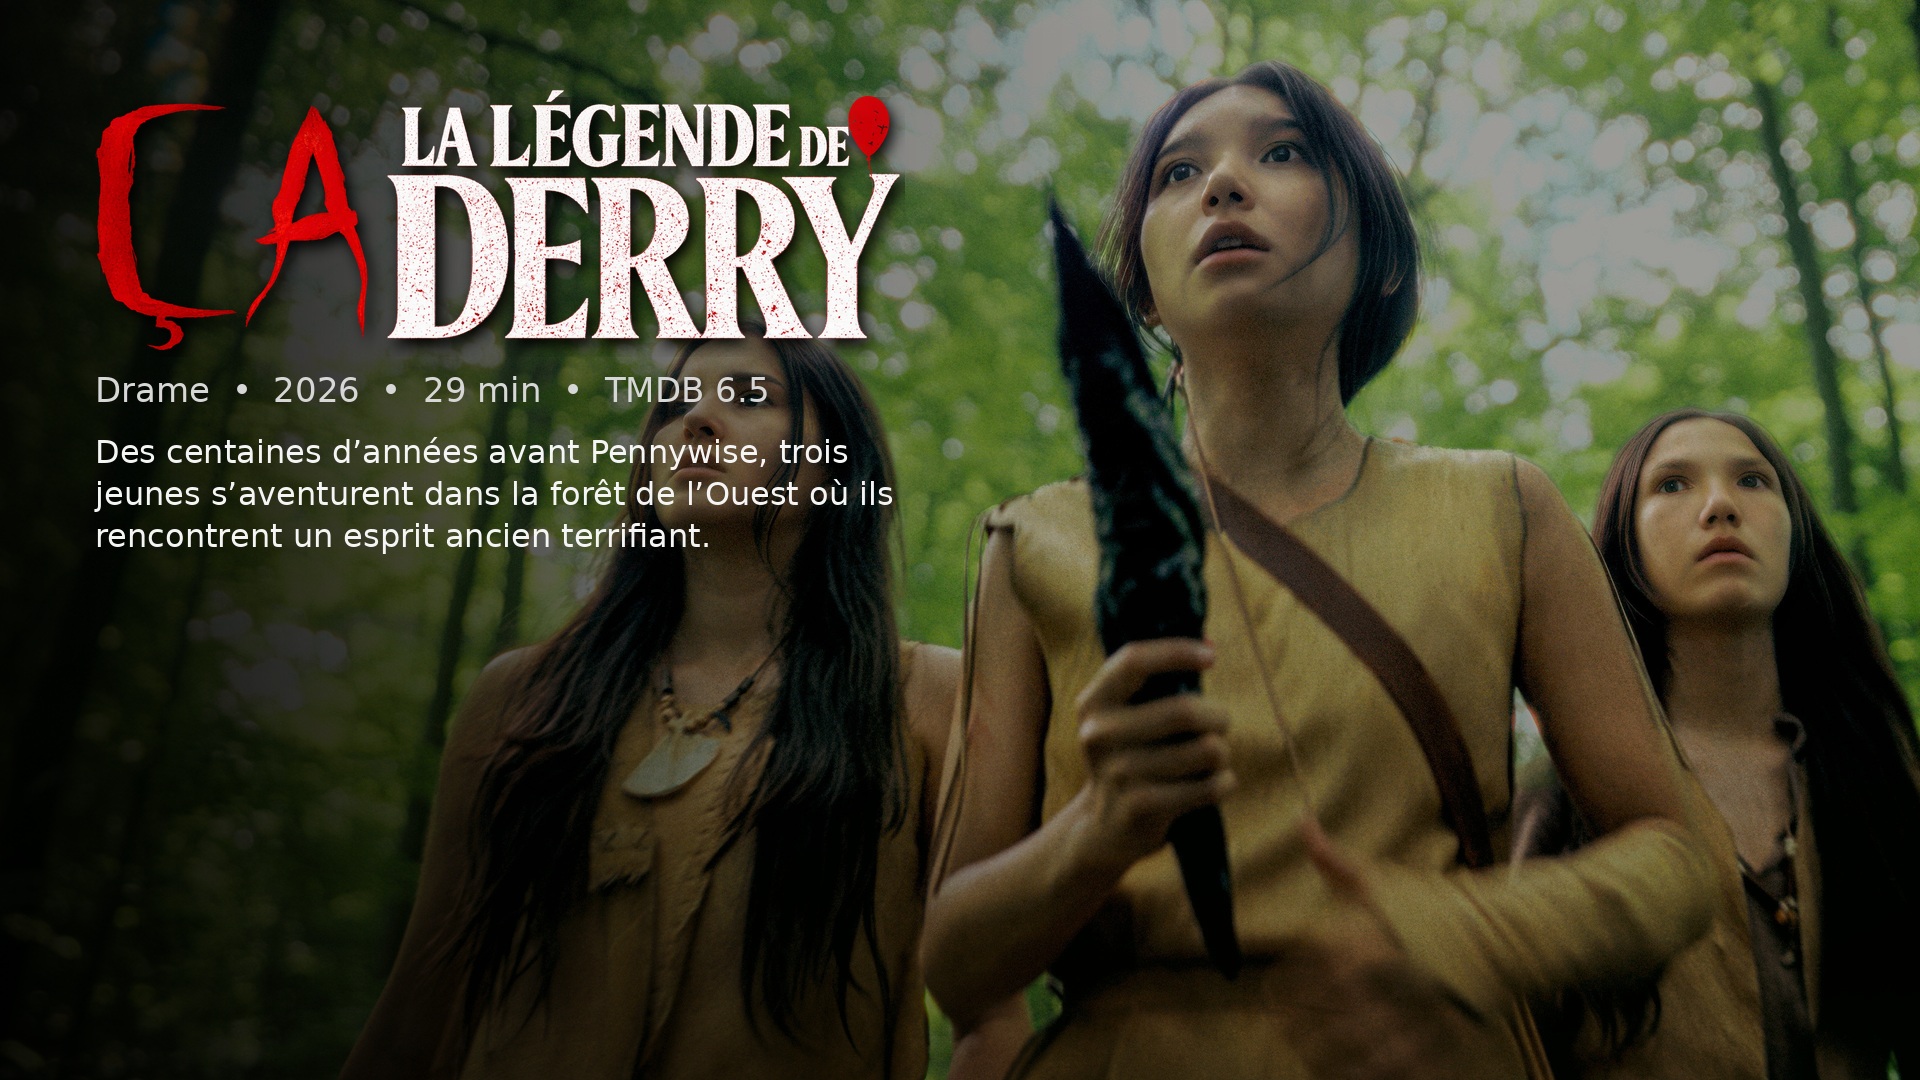 ÇA LA LÉGENDE DE
DERRY
Drame • 2026 • 29 min • TMDB 6.5
Des centaines d’années avant Pennywise, trois
jeunes s’aventurent dans la forêt de l’Ouest où ils
rencontrent un esprit ancien terrifiant.